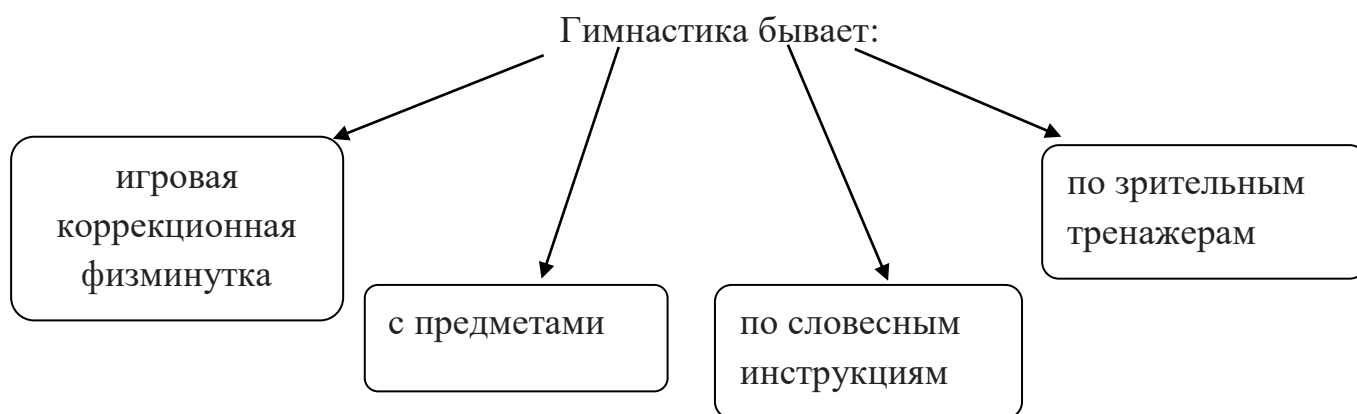 Гимнастика бывает:
игровая
коррекционная
физминутка
с предметами
по словесным
инструкциям
по зрительным
тренажерам